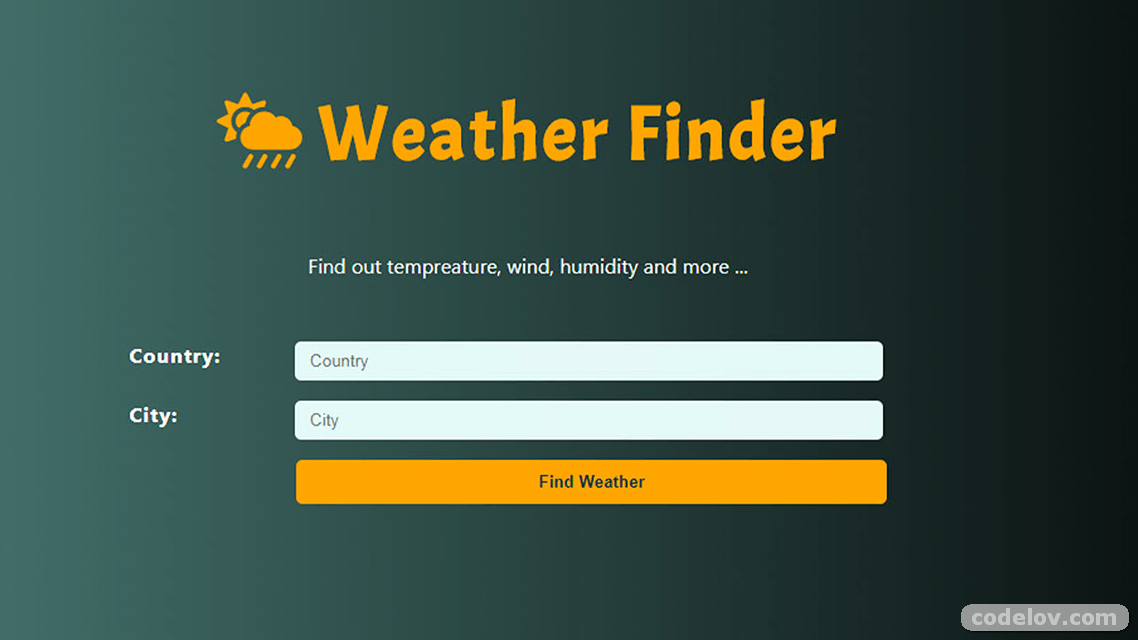 Weather Finder
Find out tempreature, wind, humidity and more ...
Country:
Country
City:
City
Find Weather
codelov.com